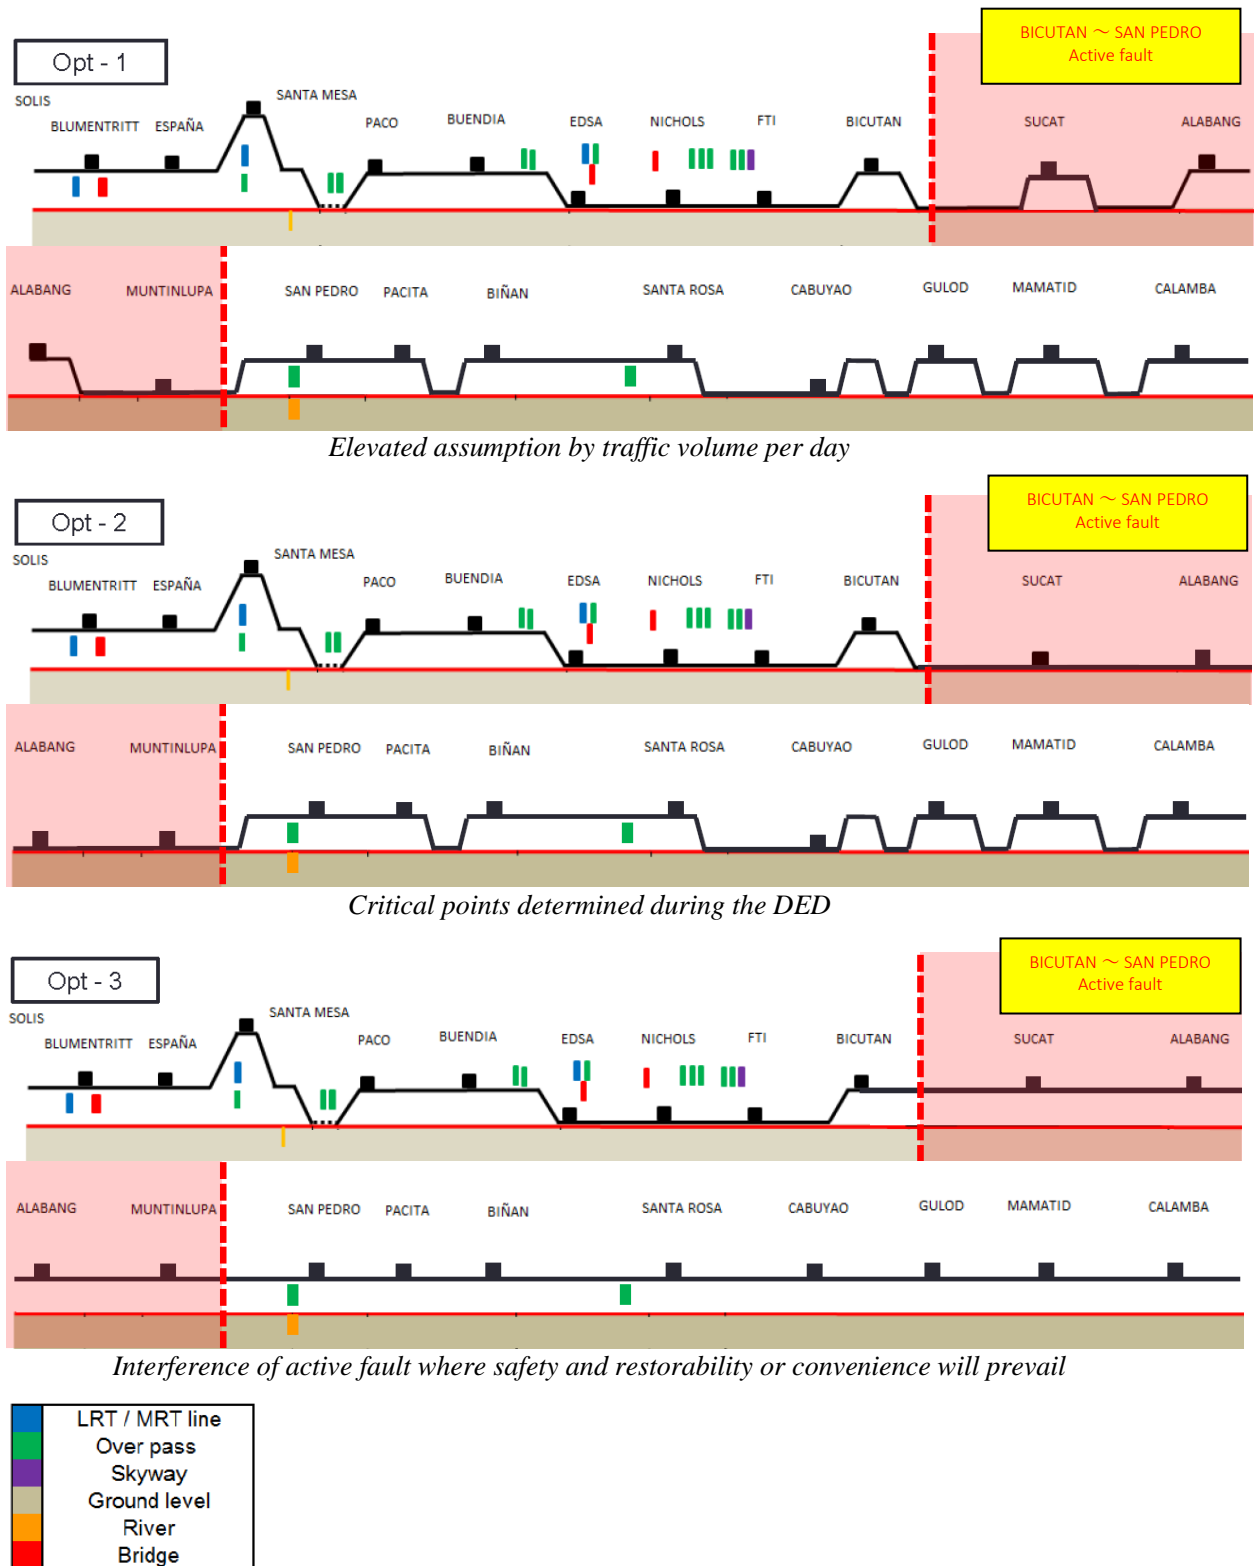 BICUTAN ~ SAN PEDRO
Active fault
Opt - 1
SOLIS
SANTA MESA
BLUMENTRITT ESPAÑA PACO BUENDIA EDSA NICHOLS FTI BICUTAN SUCAT ALABANG
ALABANG MUNTINLUPA SAN PEDRO PACITA BIÑAN SANTA ROSA CABUYAO GULOD MAMATID CALAMBA
Elevated assumption by traffic volume per day
BICUTAN ~ SAN PEDRO
Active fault
Opt - 2
SOLIS
SANTA MESA
BLUMENTRITT ESPAÑA PACO BUENDIA EDSA NICHOLS FTI BICUTAN SUCAT ALABANG
ALABANG MUNTINLUPA SAN PEDRO PACITA BIÑAN SANTA ROSA CABUYAO GULOD MAMATID CALAMBA
Critical points determined during the DED
BICUTAN ~ SAN PEDRO
Active fault
Opt - 3
SOLIS
SANTA MESA
BLUMENTRITT ESPAÑA PACO BUENDIA EDSA NICHOLS FTI BICUTAN SUCAT ALABANG
ALABANG MUNTINLUPA SAN PEDRO PACITA BIÑAN SANTA ROSA CABUYAO GULOD MAMATID CALAMBA
Interference of active fault where safety and restorability or convenience will prevail
LRT / MRT line
Over pass
Skyway
Ground level
River
Bridge